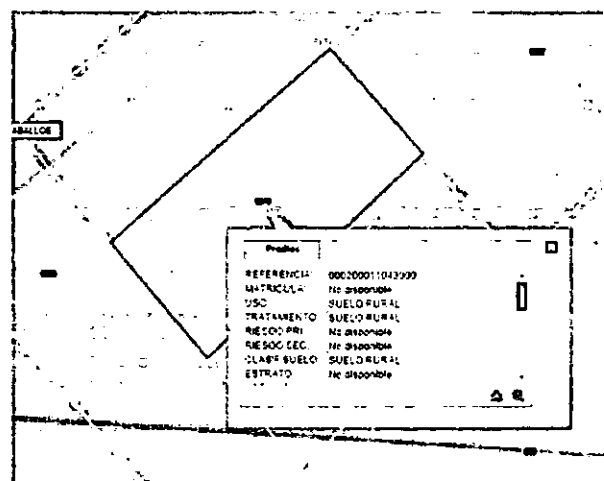 ABALLOS
Predios
REFERENCIA: 000200011043000
MATRICULA: No disponible
USO: SUELO RURAL
TRATAMIENTO: SUELO RURAL
RIESGO PRI.: No disponible
RIESGO SEC.: No disponible
CLASIF SUELO: SUELO RURAL
ESTRATO: No disponible